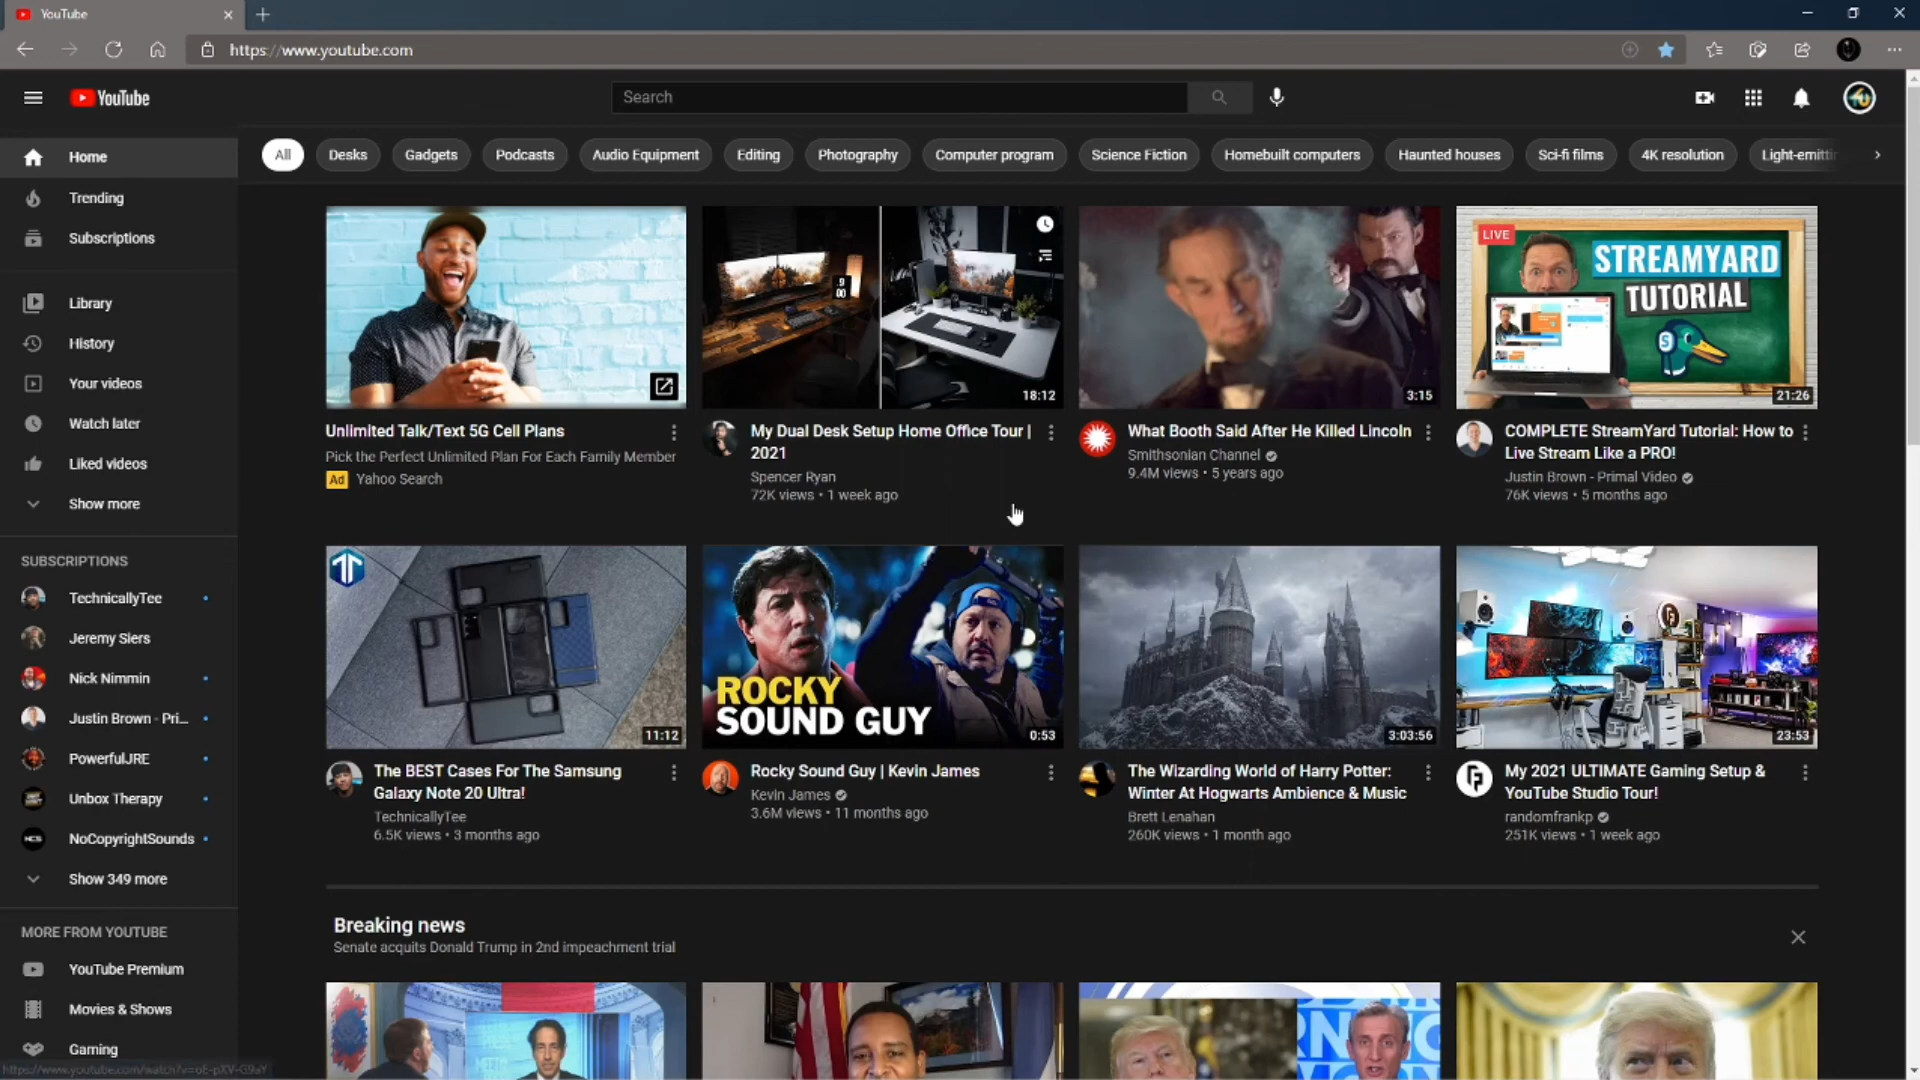 YouTube
https://www.youtube.com
YouTube
Search
Home
Trending
Subscriptions
Library
History
Your videos
Watch later
Liked videos
Show more
SUBSCRIPTIONS
TechnicallyTee
Jeremy Siers
Nick Nimmin
Justin Brown - Pri...
PowerfulJRE
Unbox Therapy
NoCopyrightSounds
Show 349 more
MORE FROM YOUTUBE
YouTube Premium
Movies & Shows
Gaming
All Desks Gadgets Podcasts Audio Equipment Editing Photography Computer program Science Fiction Homebuilt computers Haunted houses Sci-fi films 4K resolution Light-emitti
Unlimited Talk/Text 5G Cell Plans
Pick the Perfect Unlimited Plan For Each Family Member
Ad Yahoo Search
9
00
18:12
My Dual Desk Setup Home Office Tour |
2021
Spencer Ryan
72K views • 1 week ago
3:15
What Booth Said After He Killed Lincoln
Smithsonian Channel
9.4M views • 5 years ago
LIVE
STREAMYARD
TUTORIAL
S
21:26
COMPLETE StreamYard Tutorial: How to
Live Stream Like a PRO!
Justin Brown - Primal Video
76K views • 5 months ago
11:12
The BEST Cases For The Samsung
Galaxy Note 20 Ultra!
TechnicallyTee
6.5K views • 3 months ago
ROCKY
SOUND GUY
0:53
Rocky Sound Guy | Kevin James
Kevin James
3.6M views • 11 months ago
3:03:56
The Wizarding World of Harry Potter:
Winter At Hogwarts Ambience & Music
Brett Lenahan
260K views • 1 month ago
23:53
My 2021 ULTIMATE Gaming Setup &
YouTube Studio Tour!
randomfrankp
251K views • 1 week ago
Breaking news
Senate acquits Donald Trump in 2nd impeachment trial